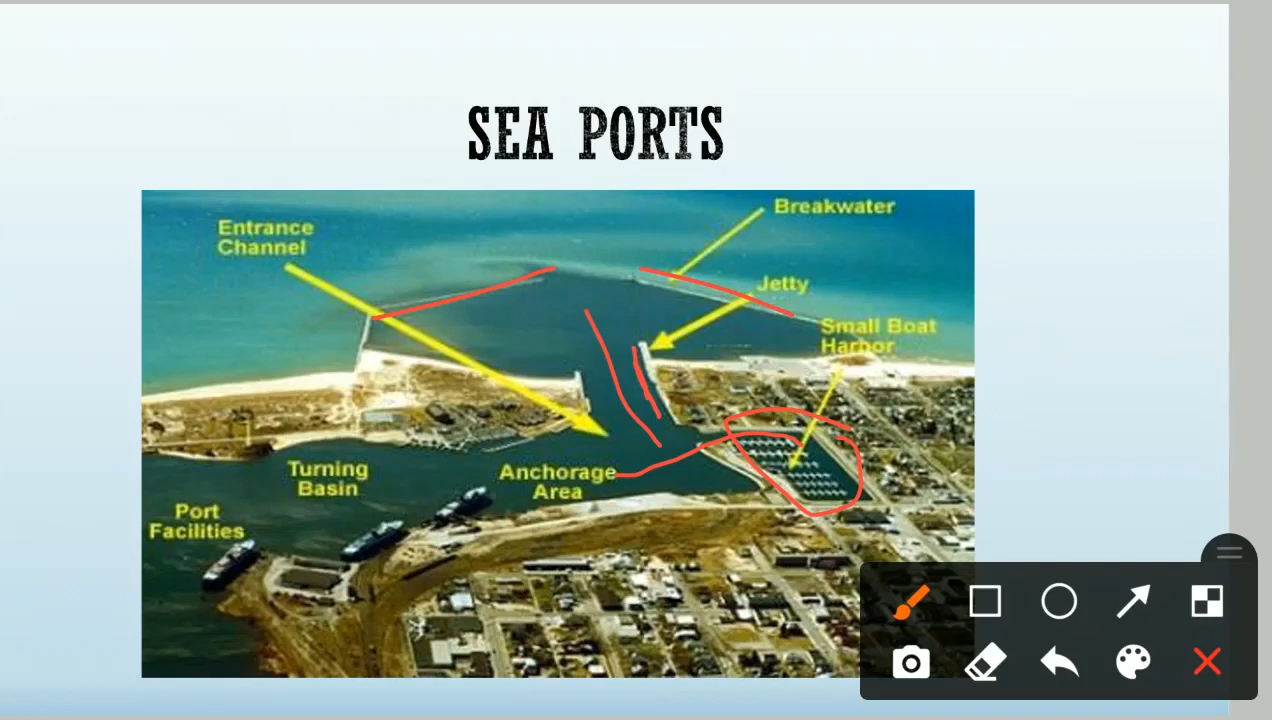 SEA PORTS
Entrance
Channel
Breakwater
Jetty
Small Boat
Harbor
Turning
Basin
Anchorage
Area
Port
Facilities